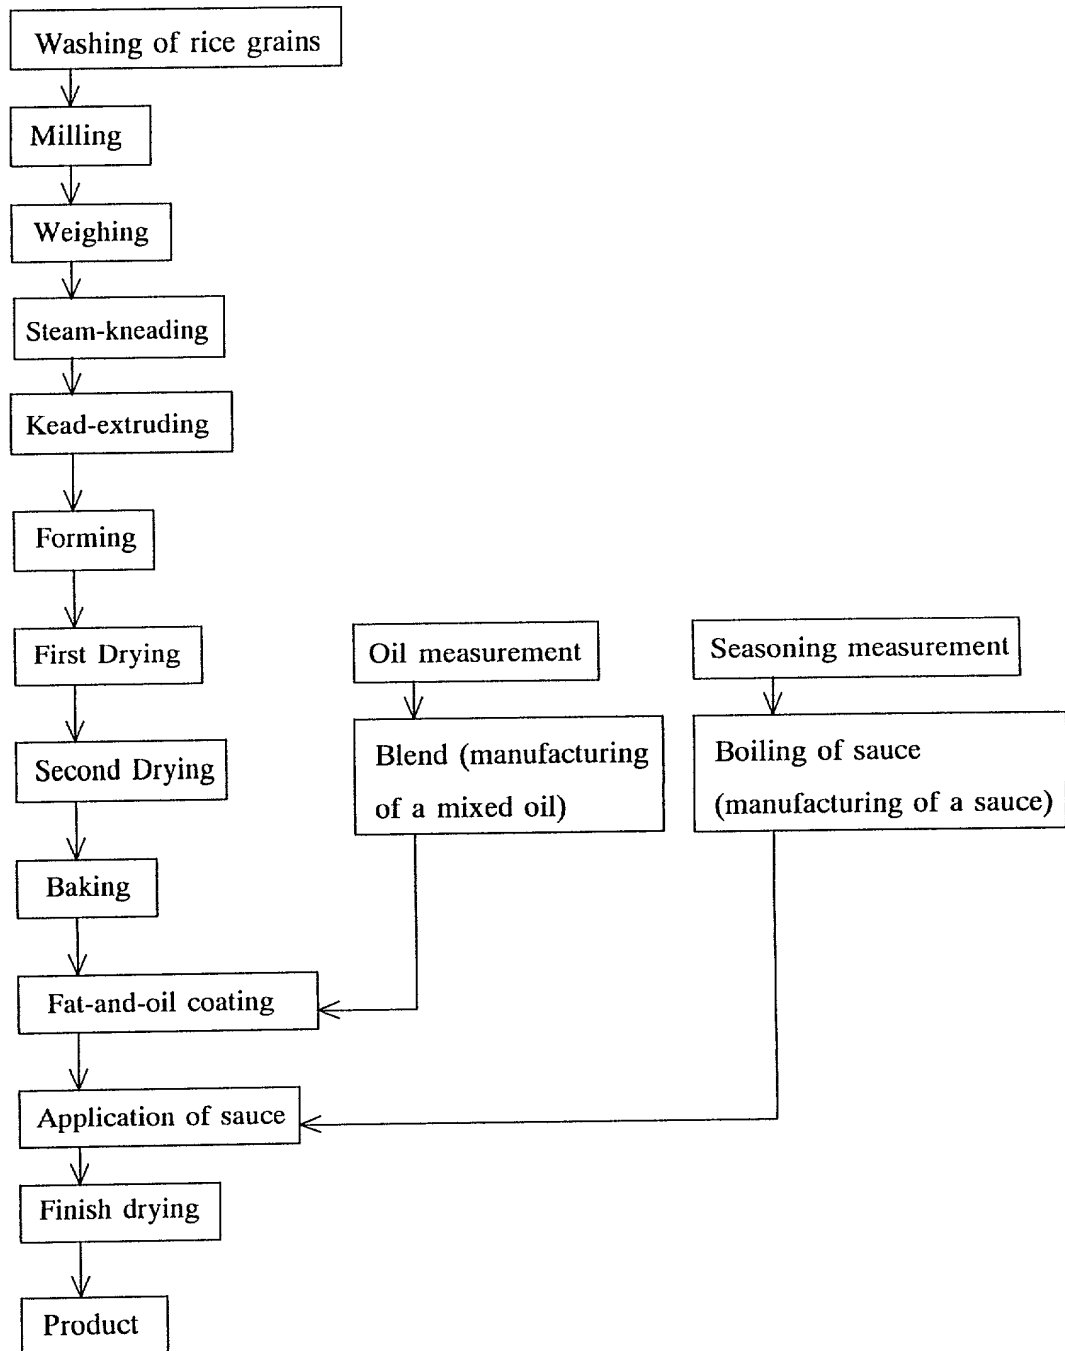 Washing of rice grains
Milling
Weighing
Steam-kneading
Kead-extruding
Forming
First Drying
Second Drying
Baking
Fat-and-oil coating
Application of sauce
Finish drying
Product
Oil measurement
Blend (manufacturing
of a mixed oil)
Seasoning measurement
Boiling of sauce
(manufacturing of a sauce)